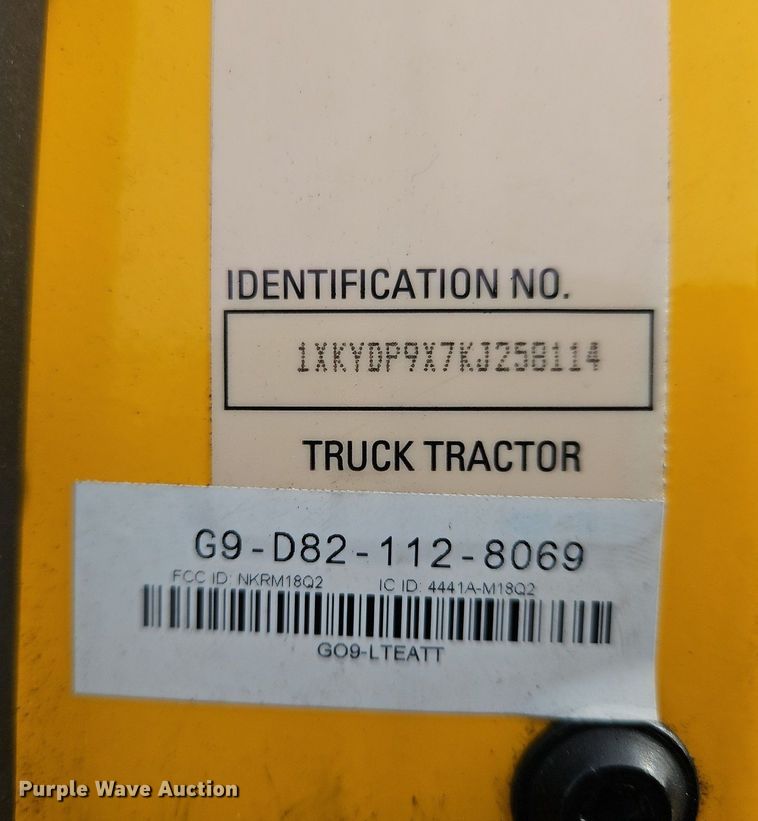 IDENTIFICATION NO.
1XKYDP9X7KJ258114
TRUCK TRACTOR
G9-D82-112-8069
FCC ID: NKRM18Q2 IC ID: 4441A-M18Q2
GO9-LTEATT
Purple Wave Auction